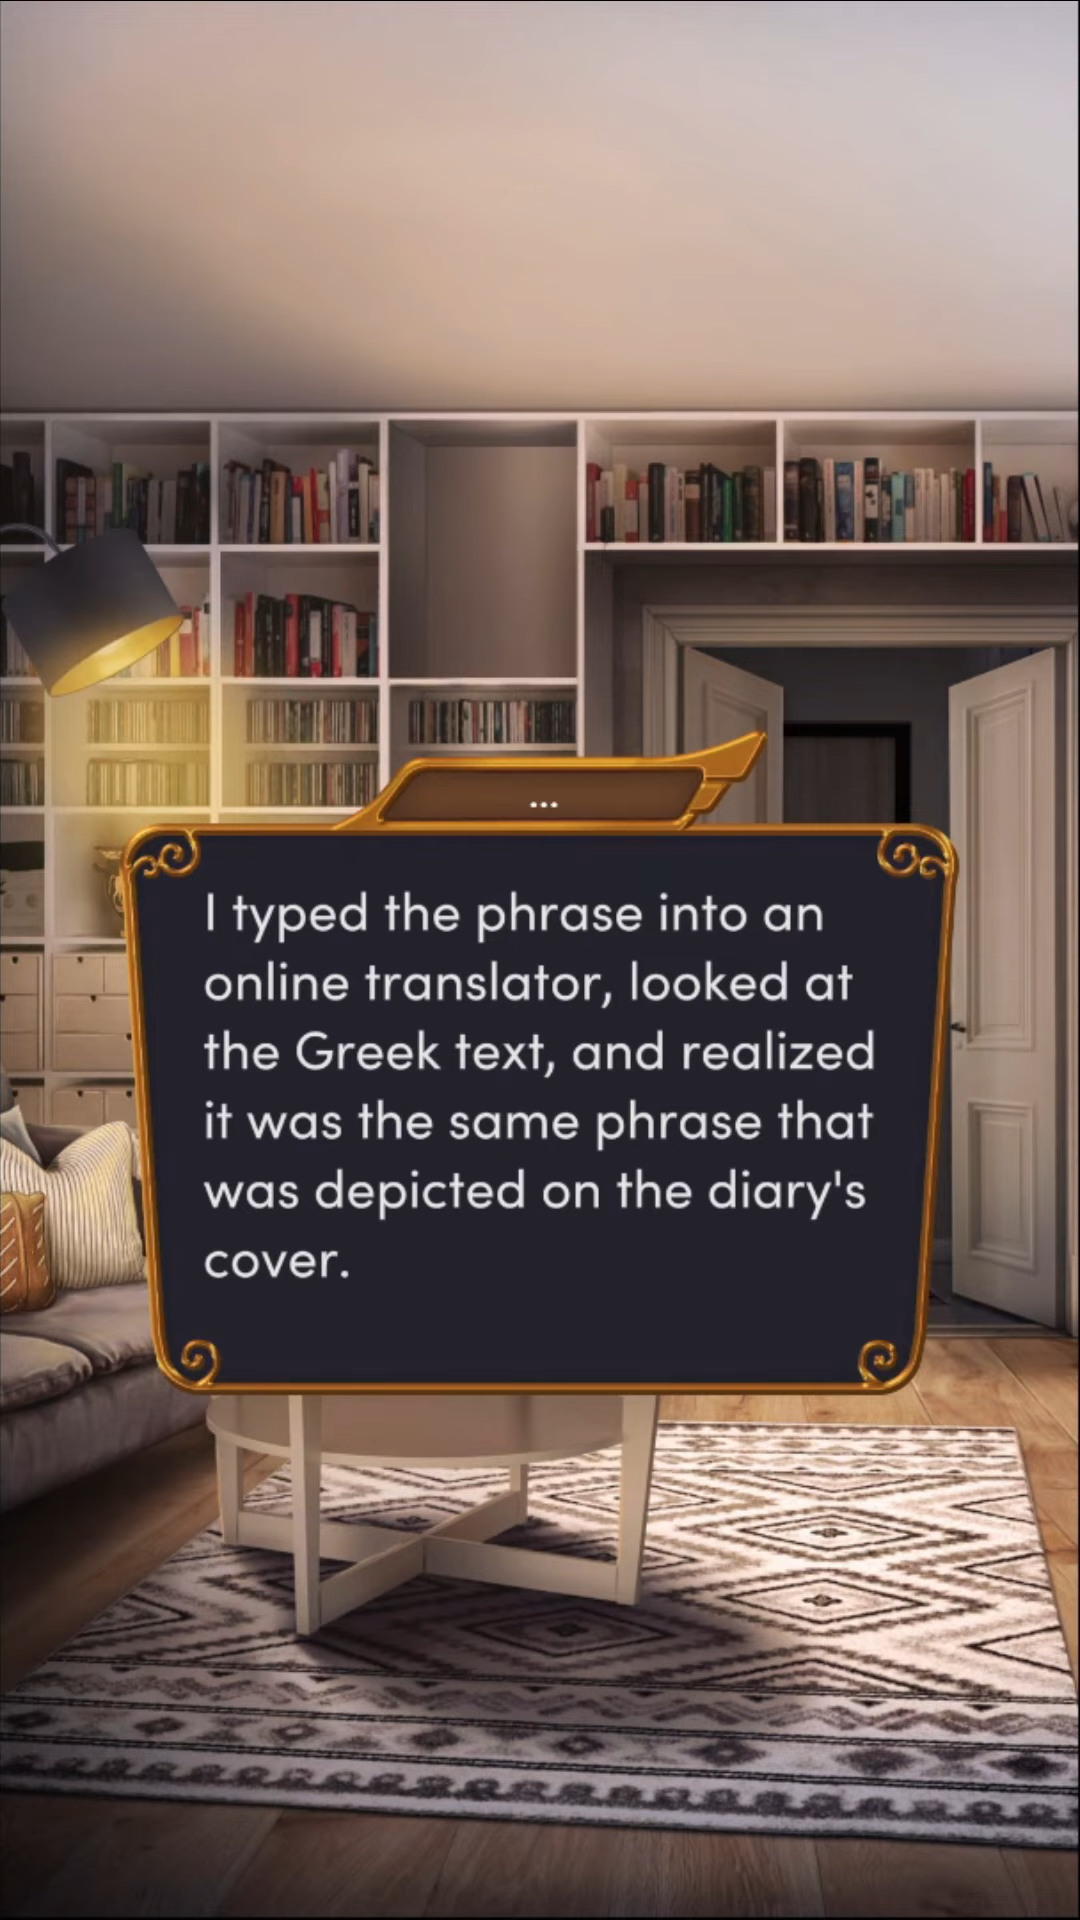 ...
I typed the phrase into an
online translator, looked at
the Greek text, and realized
it was the same phrase that
was depicted on the diary's
cover.